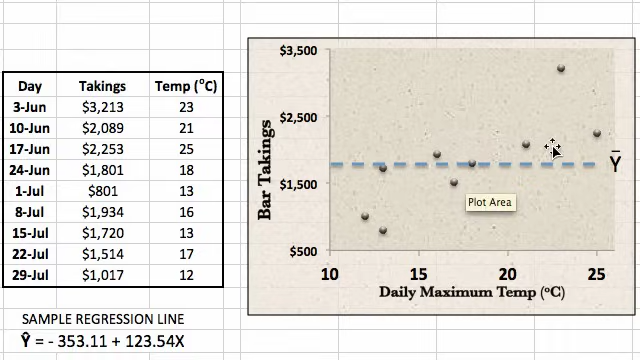 Day Takings Temp (°C)
3-Jun $3,213 23
10-Jun $2,089 21
17-Jun $2,253 25
24-Jun $1,801 18
1-Jul $801 13
8-Jul $1,934 16
15-Jul $1,720 13
22-Jul $1,514 17
29-Jul $1,017 12
SAMPLE REGRESSION LINE
Ŷ = - 353.11 + 123.54X
$3,500
$2,500
$1,500
$500
Bar Takings
Ȳ
Plot Area
10 15 20 25
Daily Maximum Temp (°C)